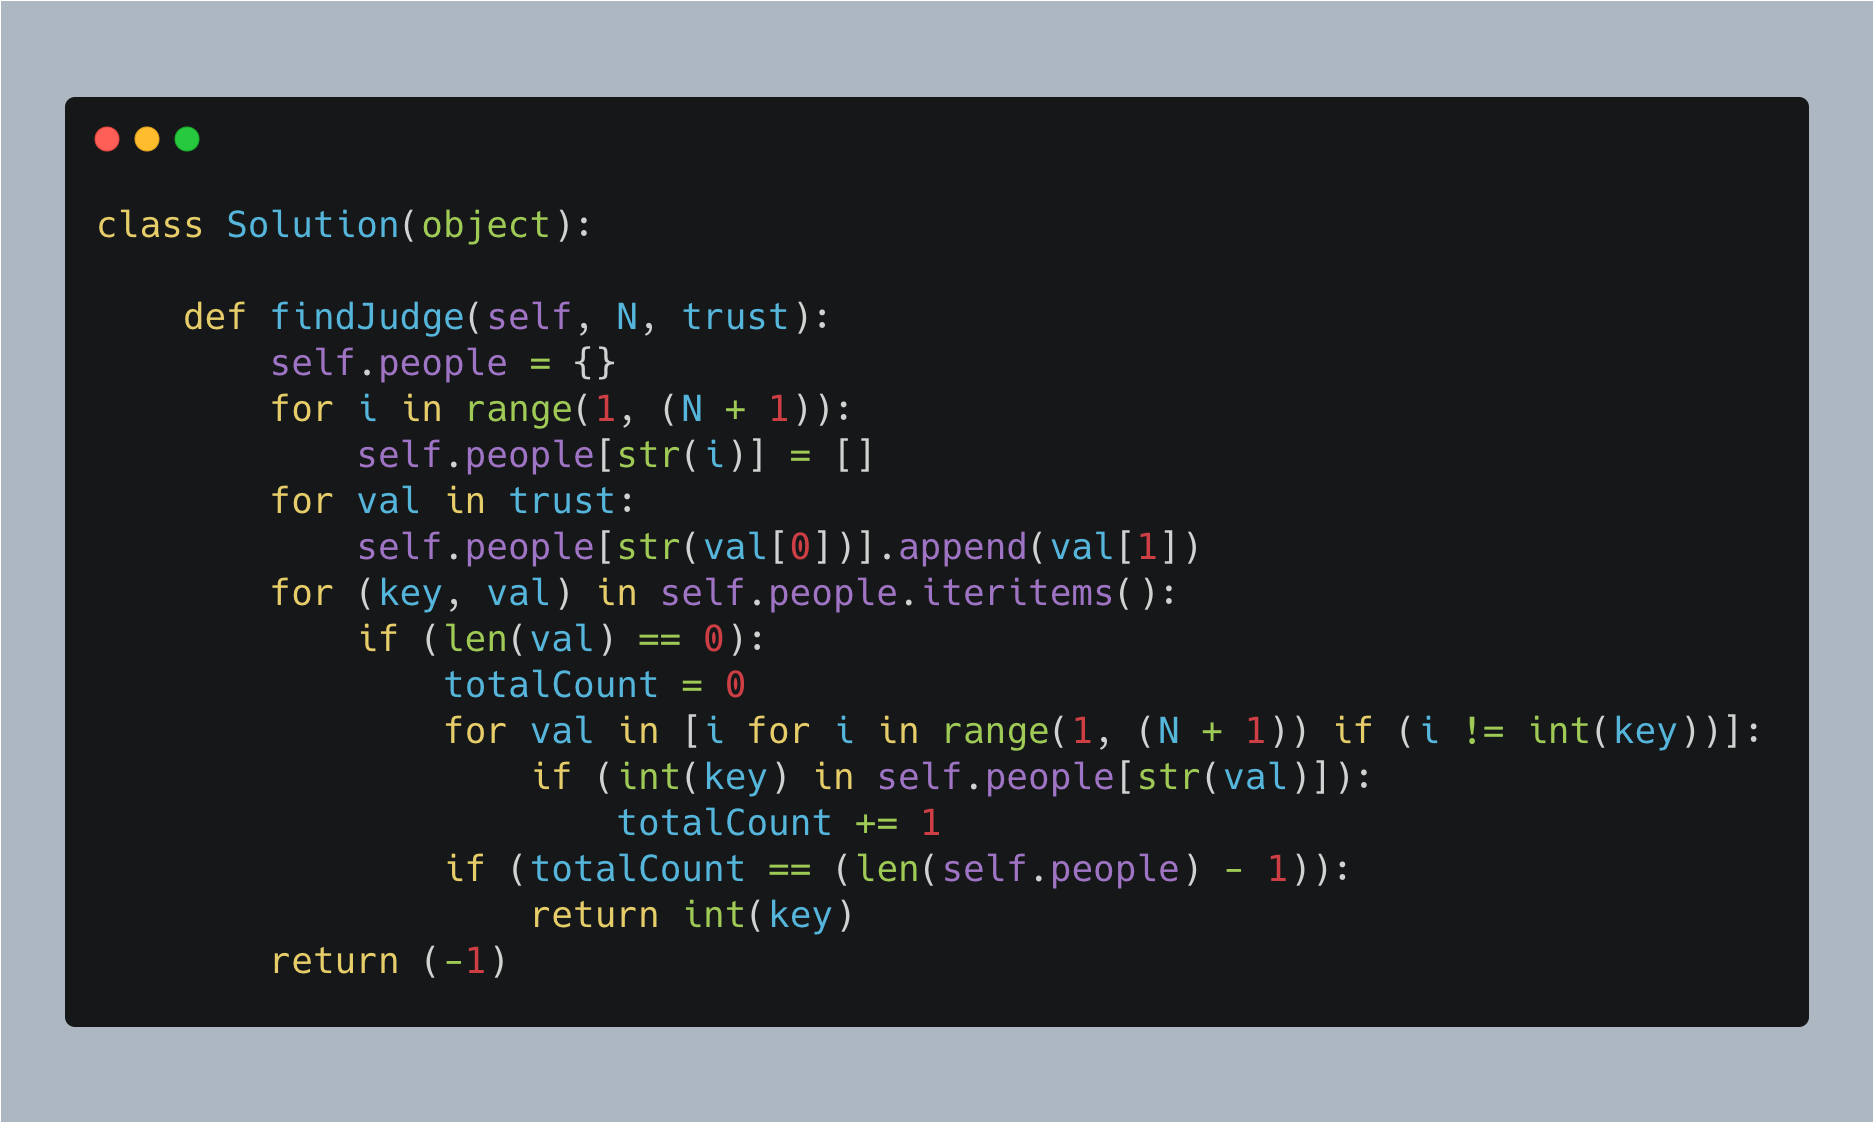 class Solution(object):

    def findJudge(self, N, trust):
        self.people = {}
        for i in range(1, (N + 1)):
            self.people[str(i)] = []
        for val in trust:
            self.people[str(val[0])].append(val[1])
        for (key, val) in self.people.iteritems():
            if (len(val) == 0):
                totalCount = 0
                for val in [i for i in range(1, (N + 1)) if (i != int(key))]:
                    if (int(key) in self.people[str(val)]):
                        totalCount += 1
                if (totalCount == (len(self.people) - 1)):
                    return int(key)
        return (-1)